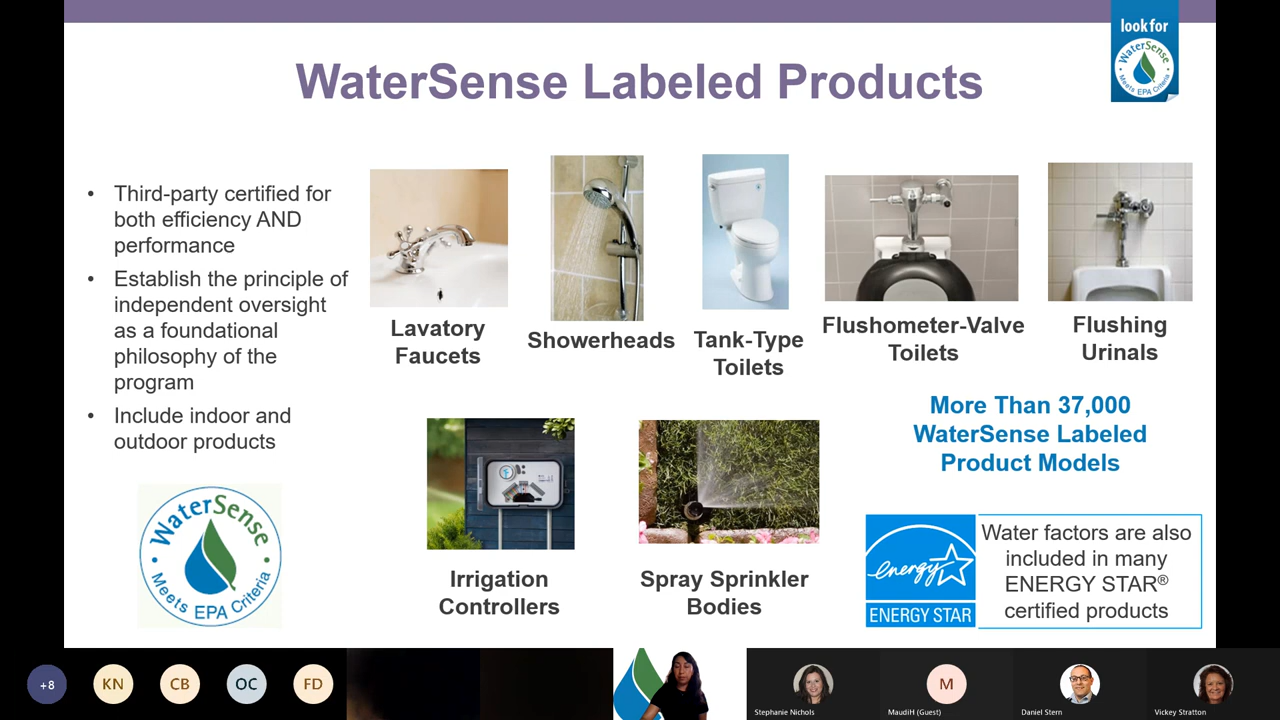 look for
WaterSense
Meets EPA Criteria
WaterSense Labeled Products
• Third-party certified for
both efficiency AND
performance
• Establish the principle of
independent oversight
as a foundational
philosophy of the
program
• Include indoor and
outdoor products
WaterSense
Meets EPA Criteria
Lavatory
Faucets
Showerheads
Tank-Type
Toilets
Flushometer-Valve
Toilets
Flushing
Urinals
Irrigation
Controllers
Spray Sprinkler
Bodies
More Than 37,000
WaterSense Labeled
Product Models
energy
ENERGY STAR
Water factors are also
included in many
ENERGY STAR®
certified products
+8
KN
CB
OC
FD
Stephanie Nichols
M
MaudiH (Guest)
Daniel Stern
Vickey Stratton